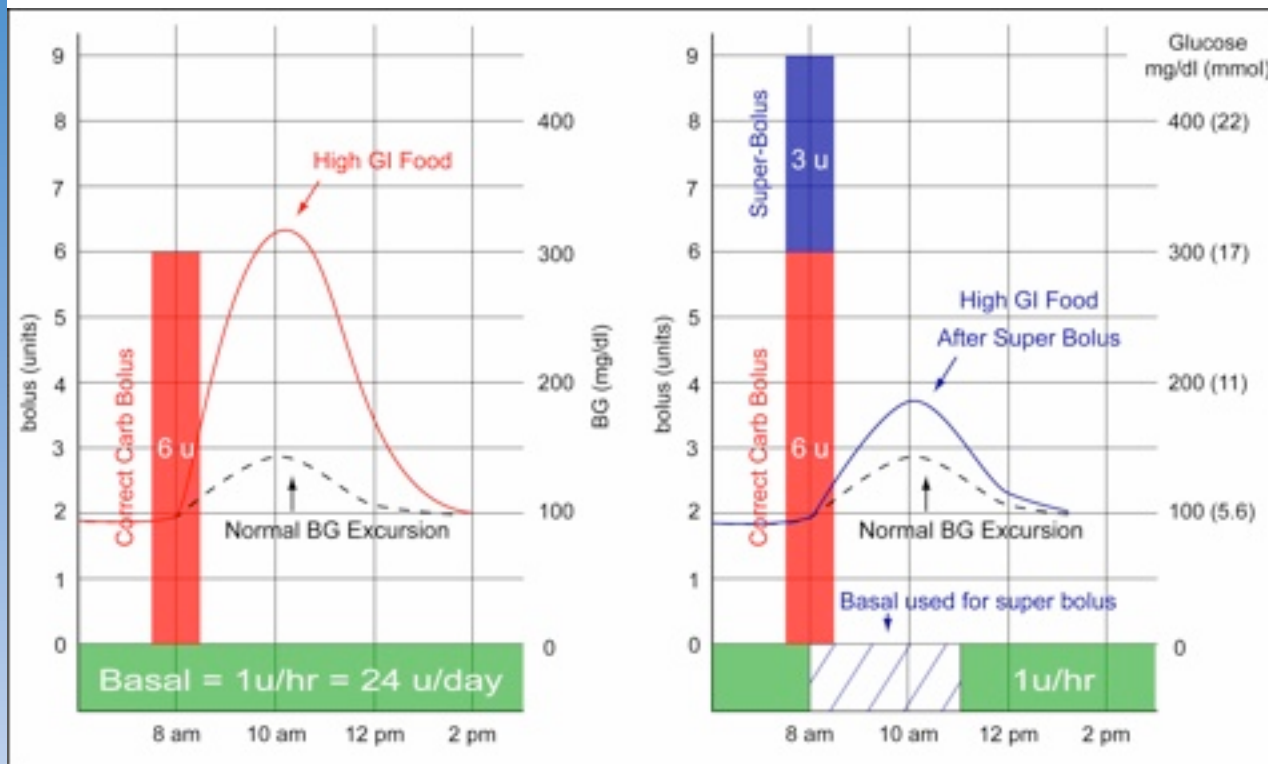 9
8
7
6
5
4
3
2
1
0
bolus (units)
Correct Carb Bolus
6 u
High GI Food
Normal BG Excursion
400
300
200
100
0
BG (mg/dl)
Basal = 1u/hr = 24 u/day
8 am
10 am
12 pm
2 pm
9
8
7
6
5
4
3
2
1
0
bolus (units)
Super-Bolus
3 u
Correct Carb Bolus
6 u
High GI Food
After Super Bolus
Normal BG Excursion
Basal used for super bolus
Glucose
mg/dl (mmol)
400 (22)
300 (17)
200 (11)
100 (5.6)
0
1u/hr
8 am
10 am
12 pm
2 pm